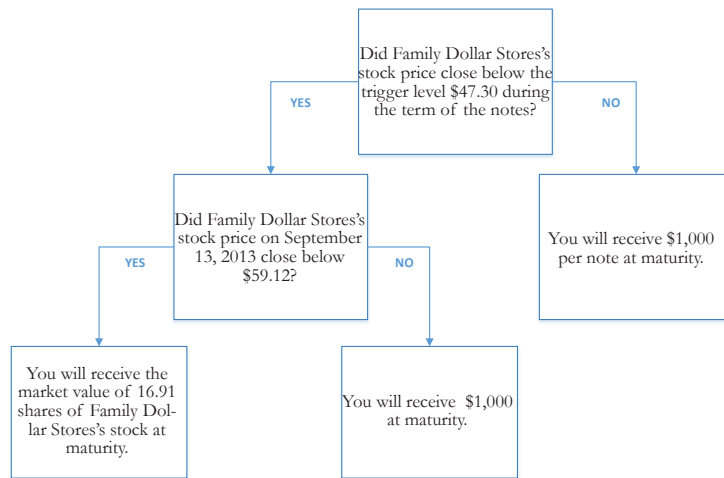 Did Family Dollar Stores's
stock price close below the
trigger level $47.30 during
the term of the notes?
YES
NO
Did Family Dollar Stores's
stock price on September
13, 2013 close below
$59.12?
You will receive $1,000
per note at maturity.
YES
NO
You will receive the
market value of 16.91
shares of Family Dol-
lar Stores's stock at
maturity.
You will receive $1,000
at maturity.